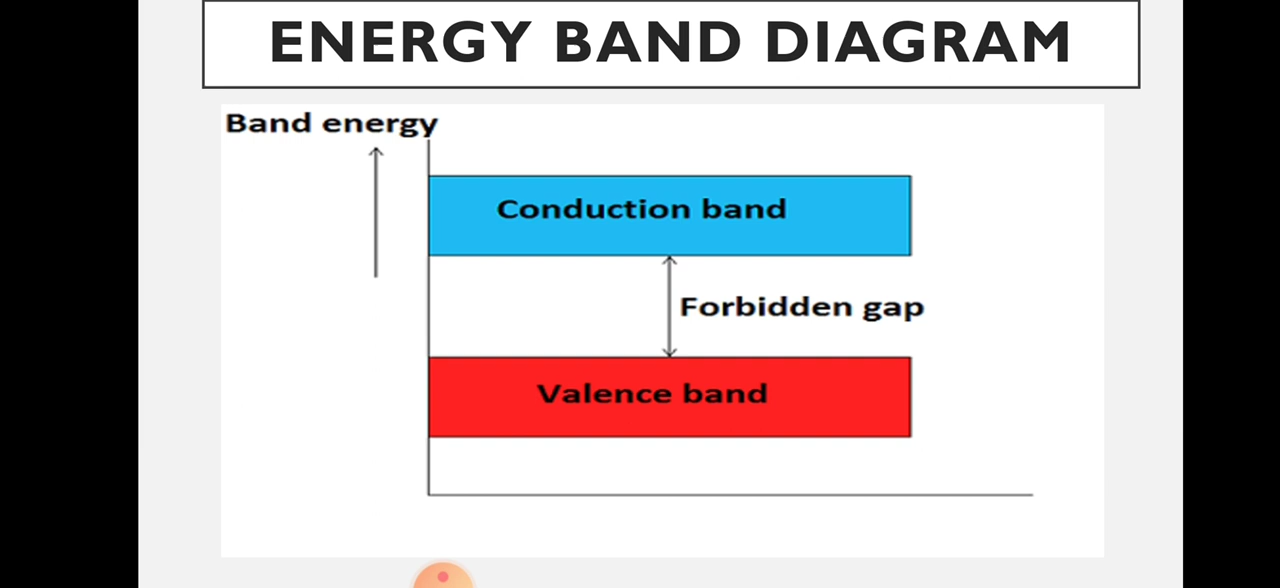 ENERGY BAND DIAGRAM
Band energy
Conduction band
Forbidden gap
Valence band